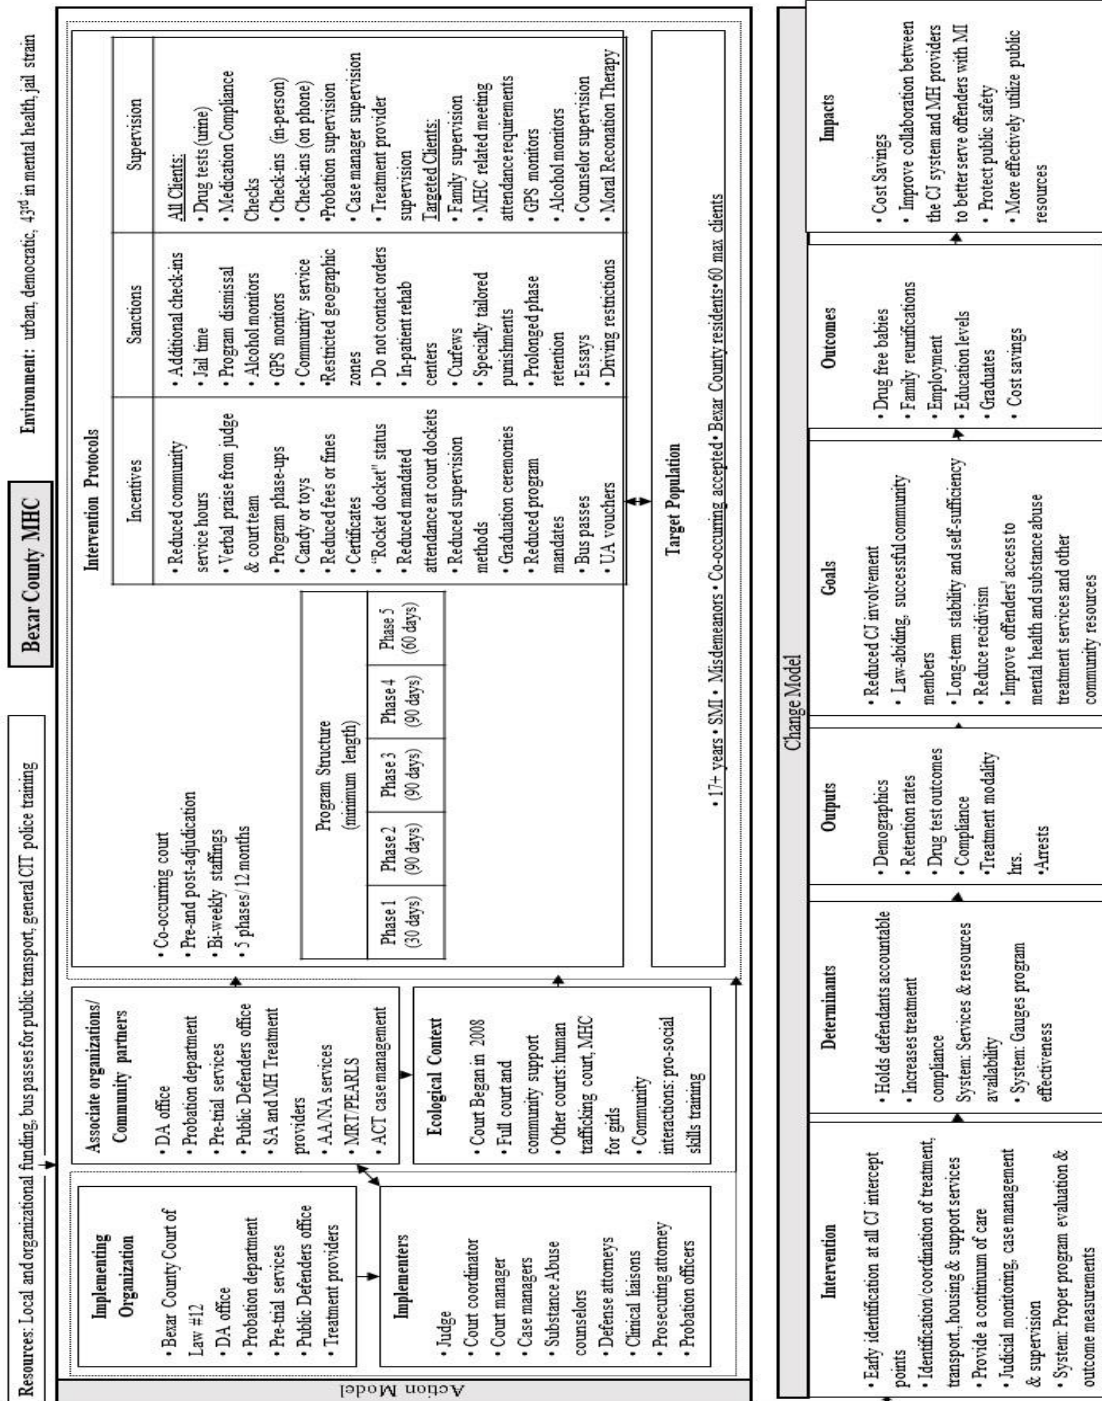 Resources: Local and organizational funding, bus passes for public transport, general CIT police training
Bexar County MHC
Environment: urban, democratic, 43rd in mental health, jail strain
Action Model
Implementing
Organization
• Bexar County Court of
Law #12
• DA office
• Probation department
• Pre-trial services
• Public Defenders office
• Treatment providers
Implementers
• Judge
• Court coordinator
• Court manager
• Case managers
• Substance Abuse
counselors
• Defense attorneys
• Clinical liaisons
• Prosecuting attorney
• Probation officers
Associate organizations/
Community partners
• DA office
• Probation department
• Pre-trial services
• Public Defenders office
• SA and MH Treatment
providers
• AA/NA services
• MRT/PEARLS
• ACT case management
Ecological Context
• Court Began in 2008
• Full court and
community support
• Other courts: human
trafficking court, MHC
for girls
• Community
interactions: pro-social
skills training
Intervention Protocols
• Co-occurring court
• Pre-and post-adjudication
• Bi-weekly staffings
• 5 phases/ 12 months
Program Structure
(minimum length)
Phase 1
(30 days)
Phase 2
(90 days)
Phase 3
(90 days)
Phase 4
(90 days)
Phase 5
(60 days)
Incentives
• Reduced community
service hours
• Verbal praise from judge
& court team
• Program phase-ups
• Candy or toys
• Reduced fees or fines
• Certificates
• "Rocket docket" status
• Reduced mandated
attendance at court dockets
• Reduced supervision
methods
• Graduation ceremonies
• Reduced program
mandates
• Bus passes
• UA vouchers
Sanctions
• Additional check-ins
• Jail time
• Program dismissal
• Alcohol monitors
• GPS monitors
• Community service
•Restricted geographic
zones
• Do not contact orders
• In-patient rehab
centers
• Curfews
• Specially tailored
punishments
• Prolonged phase
retention
• Essays
• Driving restrictions
Supervision
All Clients:
• Drug tests (urine)
• Medication Compliance
Checks
• Check-ins (in-person)
• Check-ins (on phone)
•Probation supervision
• Case manager supervision
• Treatment provider
supervision
Targeted Clients:
• Family supervision
• MHC related meeting
attendance requirements
• GPS monitors
• Alcohol monitors
• Counselor supervision
• Moral Reconation Therapy
Target Population
• 17+ years • SMI • Misdemeanors • Co-occurring accepted• Bexar County residents• 60 max clients
Change Model
Intervention
• Early identification at all CJ intercept
points
• Identification/coordination of treatment,
transport, housing & support services
• Provide a continuum of care
• Judicial monitoring, case management
& supervision
• System: Proper program evaluation &
outcome measurements
Determinants
• Holds defendants accountable
• Increases treatment
compliance
System: Services & resources
availability
• System: Gauges program
effectiveness
Outputs
• Demographics
• Retention rates
• Drug test outcomes
• Compliance
•Treatment modality
hrs.
•Arrests
Goals
• Reduced CJ involvement
• Law-abiding, successful community
members
• Long-term stability and self-sufficiency
• Reduce recidivism
• Improve offenders' access to
mental health and substance abuse
treatment services and other
community resources
Outcomes
• Drug free babies
• Family reunifications
• Employment
• Education levels
• Graduates
• Cost savings
Impacts
• Cost Savings
• Improve collaboration between
the CJ system and MH providers
to better serve offenders with MI
• Protect public safety
• More effectively utilize public
resources